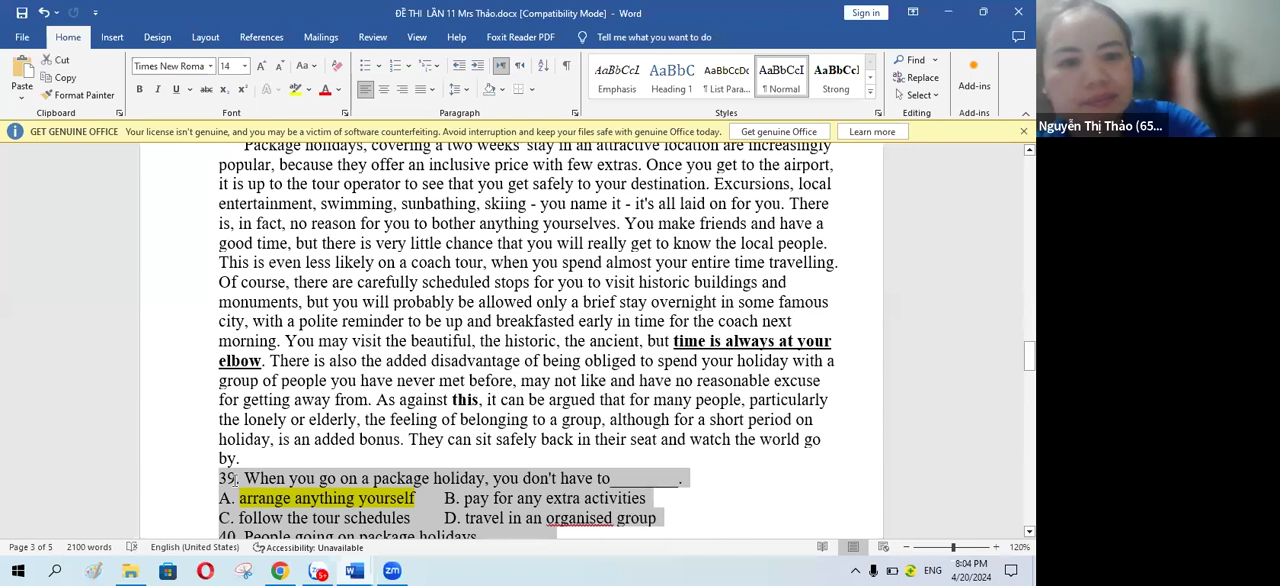 ĐỀ THI LẦN 11 Mrs Thảo.docx [Compatibility Mode] - Word
Sign in
File Home Insert Design Layout References Mailings Review View Help Foxit Reader PDF Tell me what you want to do
Paste
Cut
Copy
Format Painter
Clipboard
Times New Roma 14
Font
Paragraph
AaBbCcI AaBbC AaBbCcDc AaBbCcI AaBbCc
Emphasis Heading 1 ¶ List Para... ¶ Normal Strong
Styles
Find
Replace
Select
Editing
Add-ins
Add-ins
Nguyễn Thị Thảo (65...
GET GENUINE OFFICE Your license isn't genuine, and you may be a victim of software counterfeiting. Avoid interruption and keep your files safe with genuine Office today. Get genuine Office Learn more
Package holidays, covering a two weeks' stay in an attractive location are increasingly
popular, because they offer an inclusive price with few extras. Once you get to the airport,
it is up to the tour operator to see that you get safely to your destination. Excursions, local
entertainment, swimming, sunbathing, skiing - you name it - it's all laid on for you. There
is, in fact, no reason for you to bother anything yourselves. You make friends and have a
good time, but there is very little chance that you will really get to know the local people.
This is even less likely on a coach tour, when you spend almost your entire time travelling.
Of course, there are carefully scheduled stops for you to visit historic buildings and
monuments, but you will probably be allowed only a brief stay overnight in some famous
city, with a polite reminder to be up and breakfasted early in time for the coach next
morning. You may visit the beautiful, the historic, the ancient, but time is always at your
elbow. There is also the added disadvantage of being obliged to spend your holiday with a
group of people you have never met before, may not like and have no reasonable excuse
for getting away from. As against this, it can be argued that for many people, particularly
the lonely or elderly, the feeling of belonging to a group, although for a short period on
holiday, is an added bonus. They can sit safely back in their seat and watch the world go
by.
39. When you go on a package holiday, you don't have to________.
A. arrange anything yourself B. pay for any extra activities
C. follow the tour schedules D. travel in an organised group
40. People going on package holidays
Page 3 of 5 2100 words English (United States) Accessibility: Unavailable 120%
ENG
8:04 PM
4/20/2024